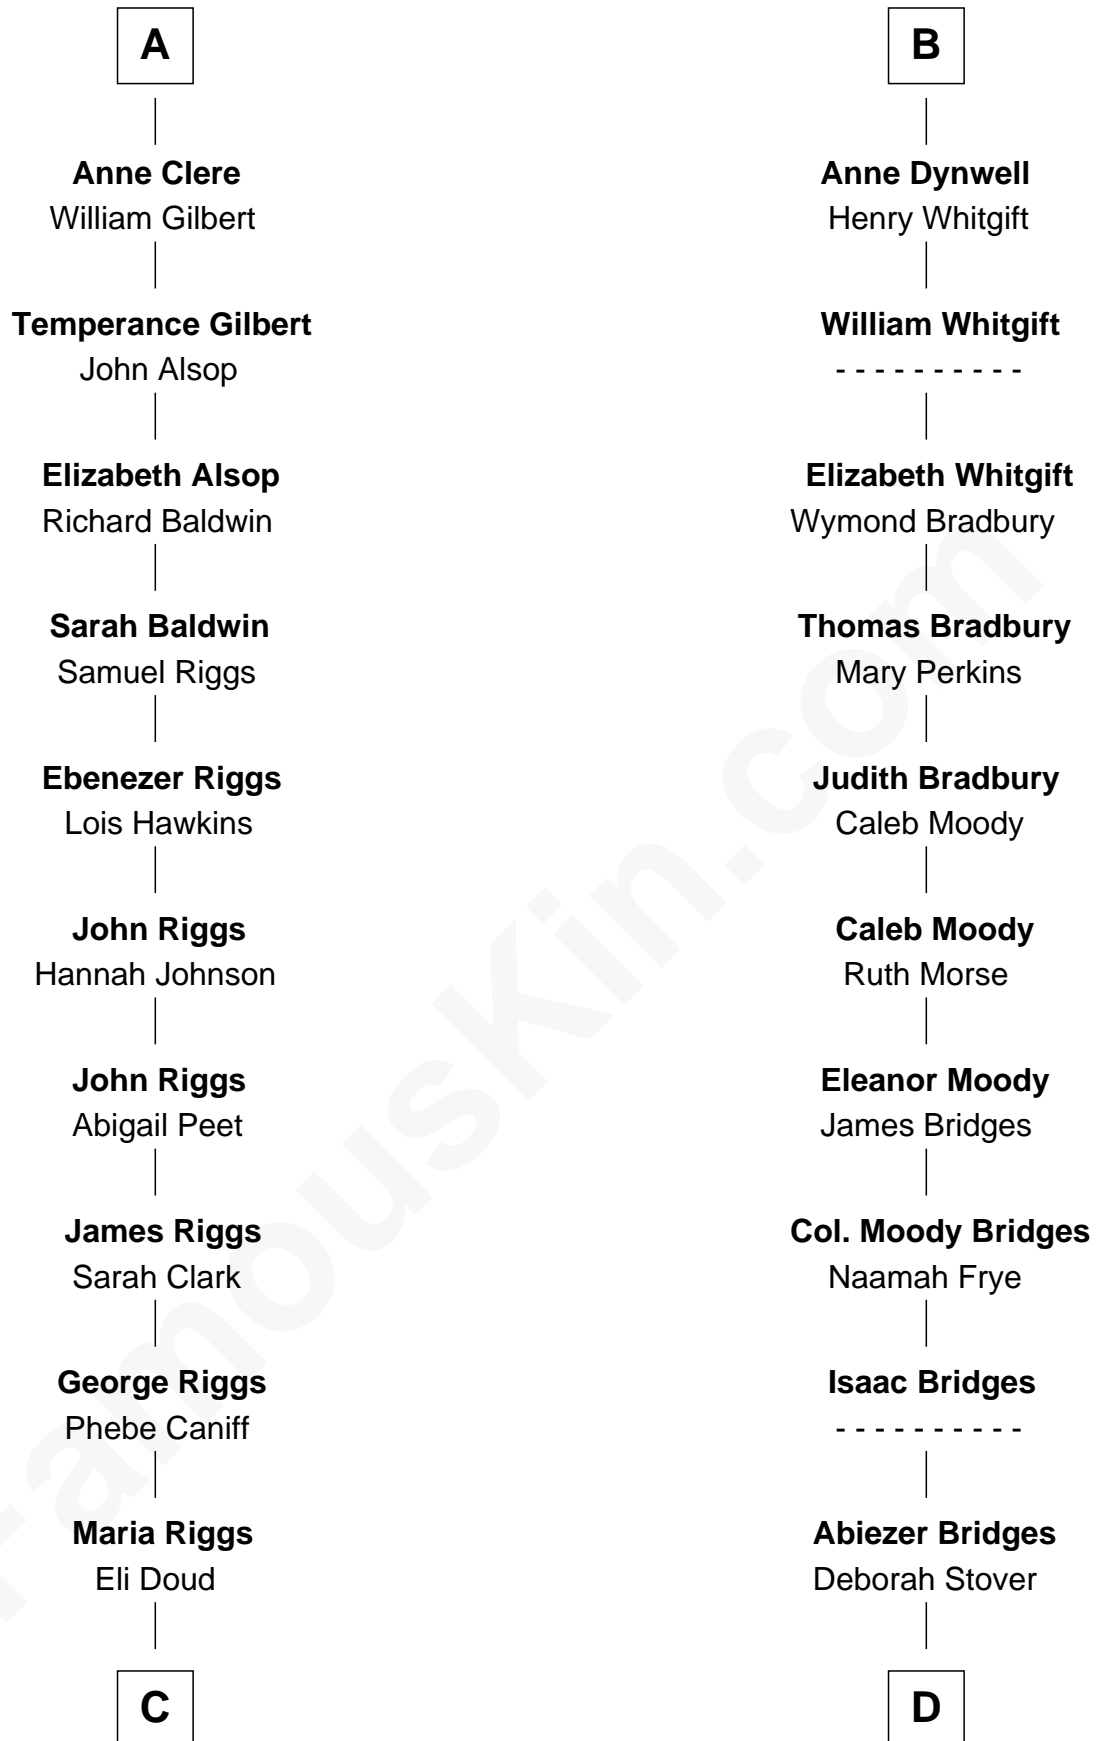 A
Anne Clere
William Gilbert
Temperance Gilbert
John Alsop
Elizabeth Alsop
Richard Baldwin
Sarah Baldwin
Samuel Riggs
Ebenezer Riggs
Lois Hawkins
John Riggs
Hannah Johnson
John Riggs
Abigail Peet
James Riggs
Sarah Clark
George Riggs
Phebe Caniff
Maria Riggs
Eli Doud
C
B
Anne Dynwell
Henry Whitgift
William Whitgift
- - - - - - - - - -
Elizabeth Whitgift
Wymond Bradbury
Thomas Bradbury
Mary Perkins
Judith Bradbury
Caleb Moody
Caleb Moody
Ruth Morse
Eleanor Moody
James Bridges
Col. Moody Bridges
Naamah Frye
Isaac Bridges
- - - - - - - - - -
Abiezer Bridges
Deborah Stover
D
FamousKin.com